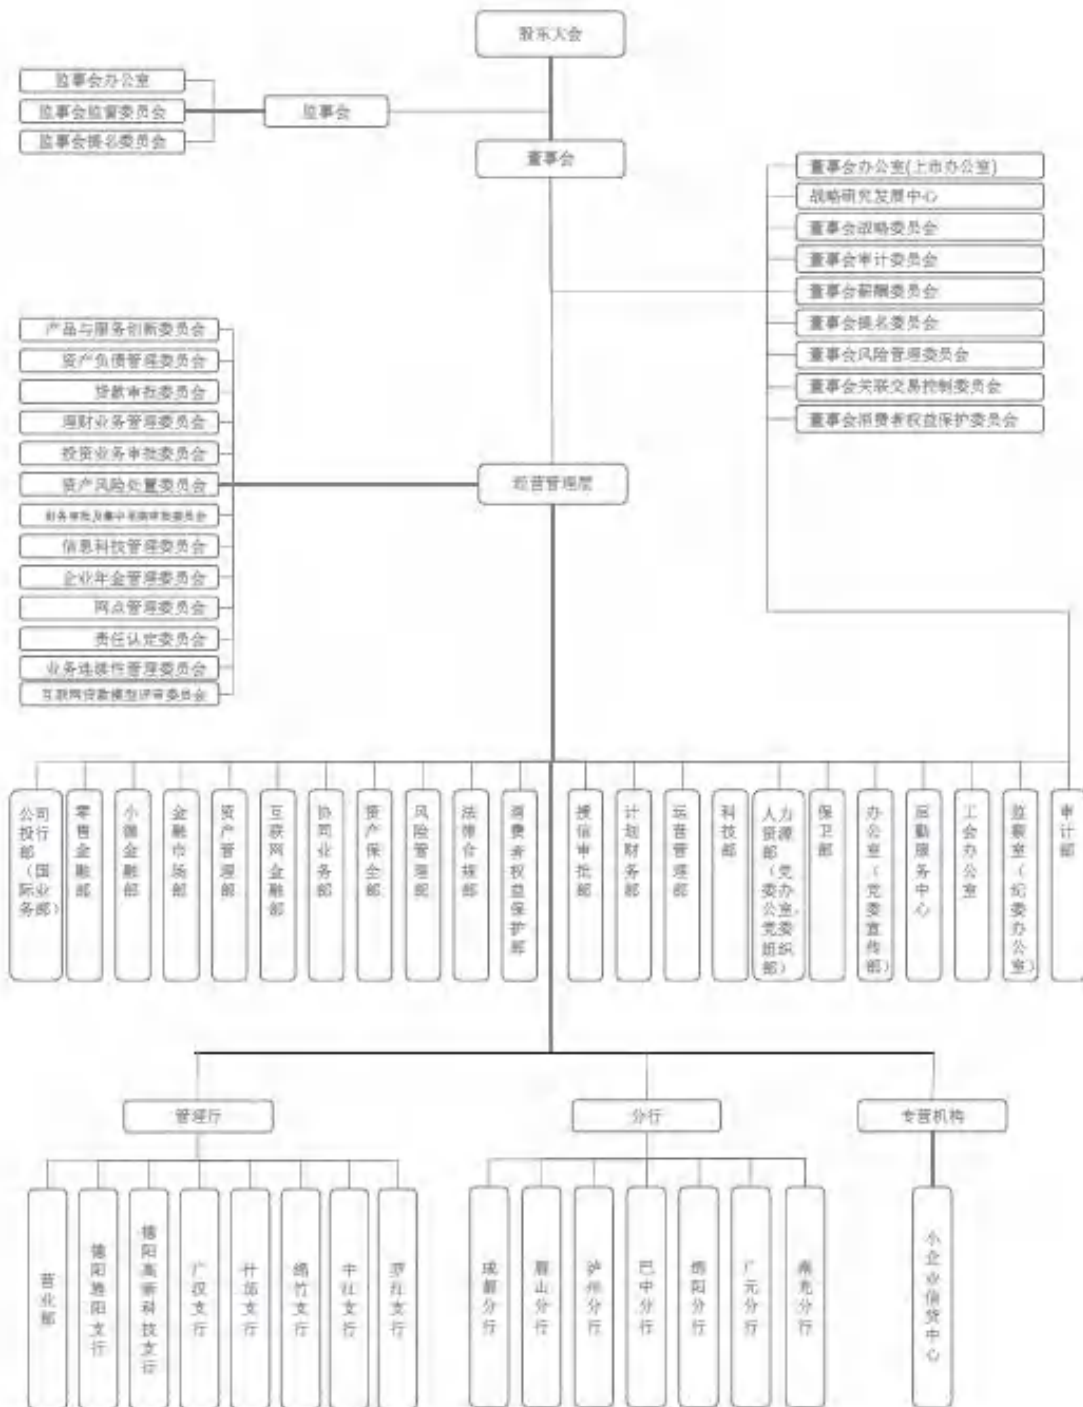 股东大会
监事会办公室
监事会监督委员会
监事会提名委员会
监事会
董事会
董事会办公室(上市办公室)
战略研究发展中心
董事会战略委员会
董事会审计委员会
董事会薪酬委员会
董事会提名委员会
董事会风险管理委员会
董事会关联交易控制委员会
董事会消费者权益保护委员会
产品与服务创新委员会
资产负债管理委员会
贷款审批委员会
理财业务管理委员会
投资业务审批委员会
资产风险处置委员会
财务审批及集中采购审批委员会
信息科技管理委员会
企业年金管理委员会
网点管理委员会
责任认定委员会
业务连续性管理委员会
互联网贷款模型评审委员会
经营管理层
公司投行部（国际业务部）
零售金融部
小微金融部
金融市场部
资产管理部
互联网金融部
协同业务部
资产保全部
风险管理部
法律合规部
消费者权益保护部
授信审批部
计划财务部
运营管理部
科技部
人力资源部（党委办公室、党委组织部）
保卫部
办公室（党委宣传部）
后勤服务中心
工会办公室
监察室（纪委办公室）
审计部
管理行
分行
专营机构
营业部
德阳旌阳支行
德阳高新科技支行
广汉支行
什邡支行
绵竹支行
中江支行
罗江支行
成都分行
眉山分行
泸州分行
巴中分行
绵阳分行
广元分行
南充分行
小企业信贷中心